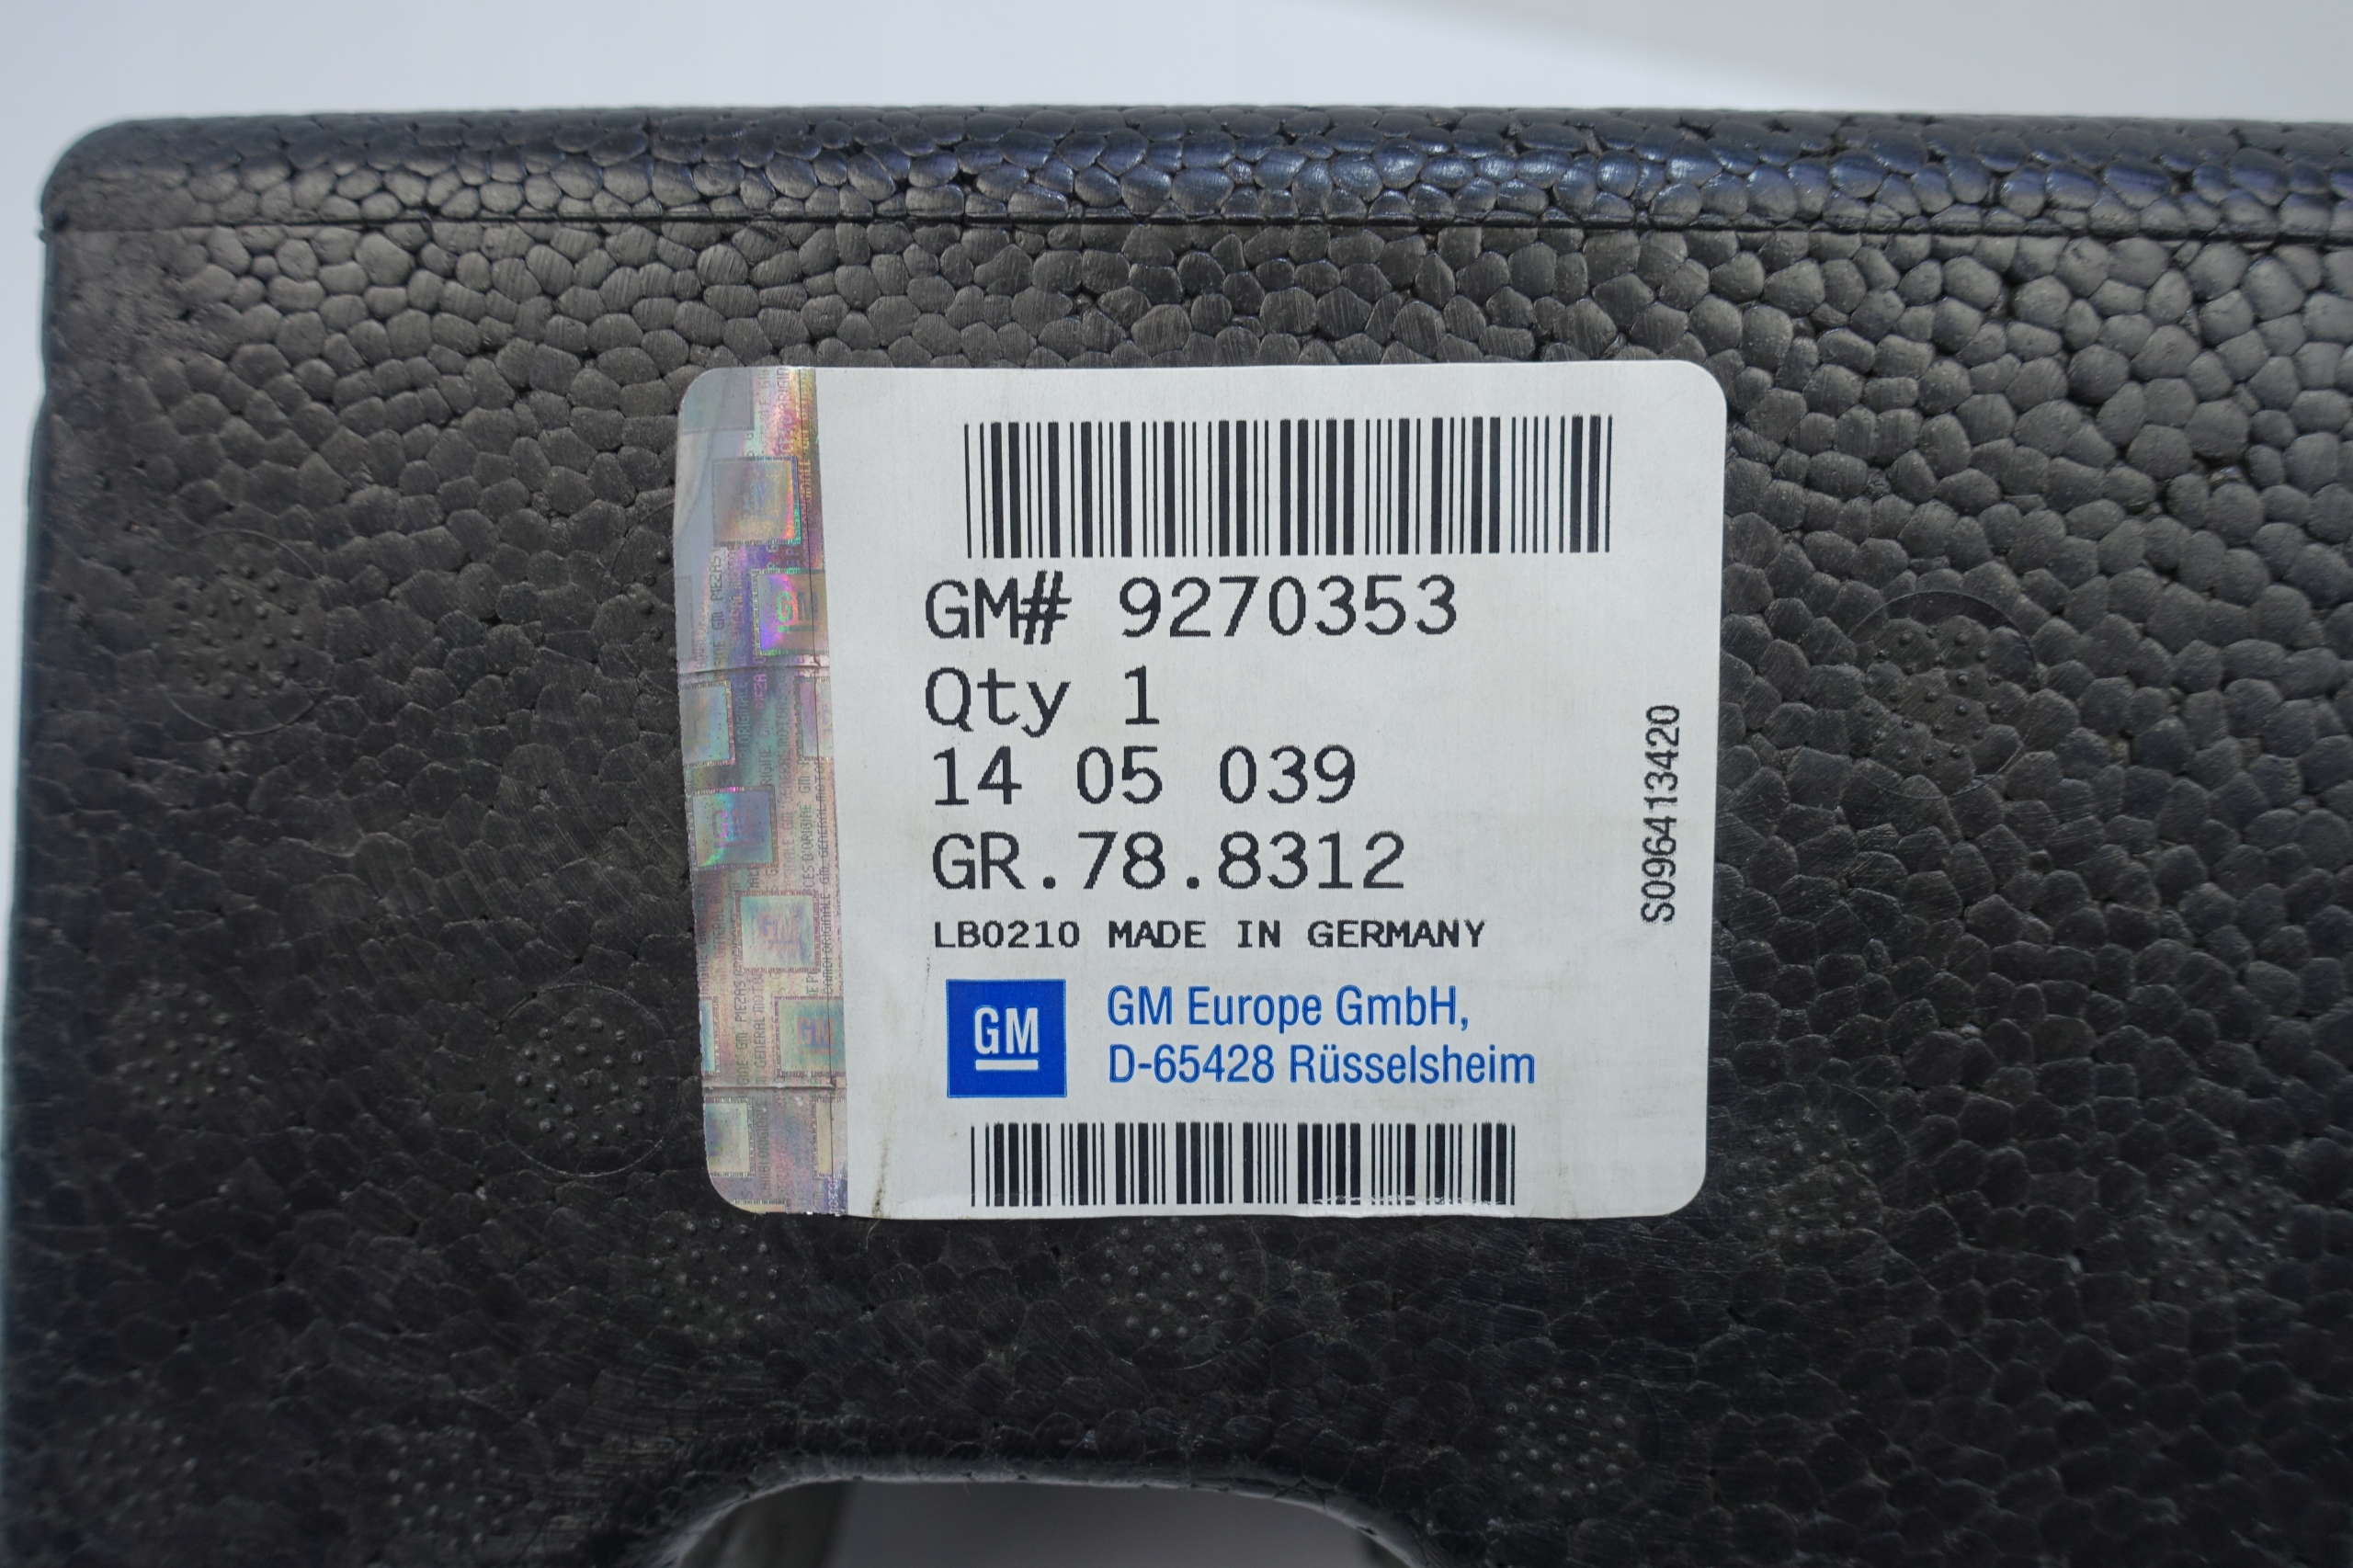 GM# 9270353
Qty 1
14 05 039
GR.78.8312
LB0210 MADE IN GERMANY
GM
GM Europe GmbH,
D-65428 Rüsselsheim
S096413420